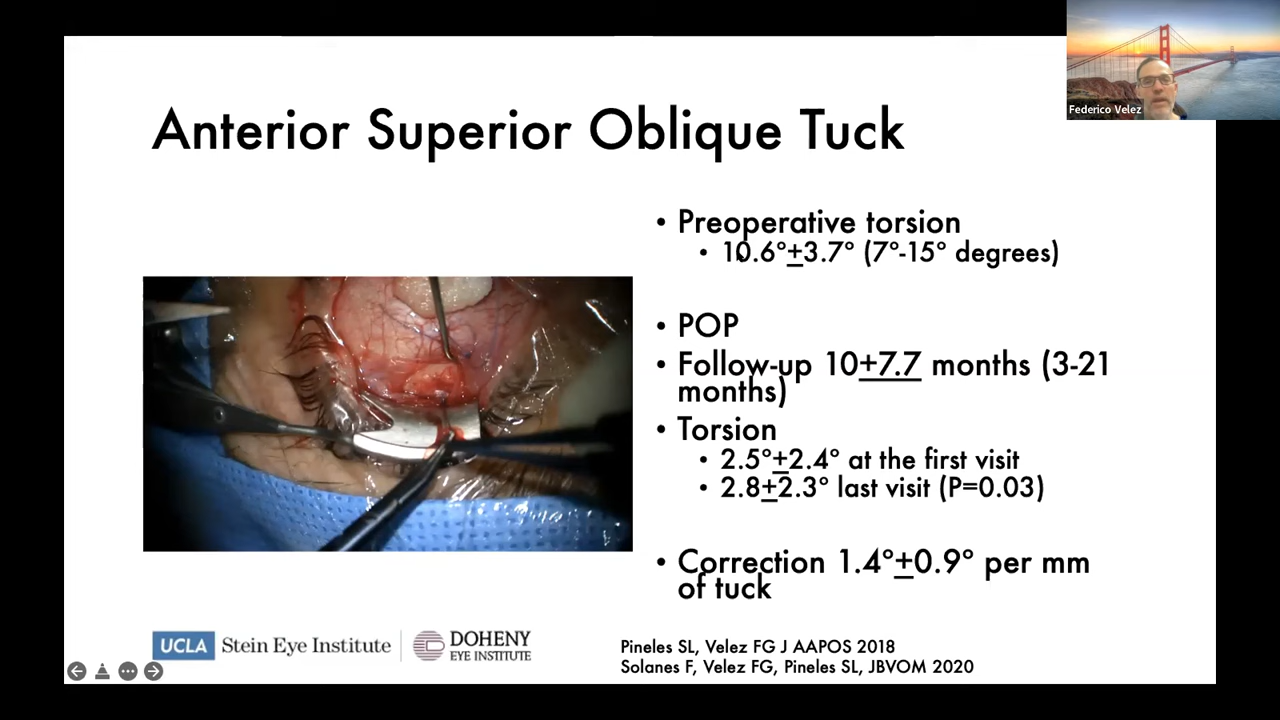 Federico Velez
Anterior Superior Oblique Tuck
• Preoperative torsion
• 10.6°±3.7° (7°-15° degrees)
• POP
• Follow-up 10±7.7 months (3-21
months)
• Torsion
• 2.5°±2.4° at the first visit
• 2.8±2.3° last visit (P=0.03)
• Correction 1.4°±0.9° per mm
of tuck
UCLA Stein Eye Institute
DOHENY
EYE INSTITUTE
Pineles SL, Velez FG J AAPOS 2018
Solanes F, Velez FG, Pineles SL, JBVOM 2020